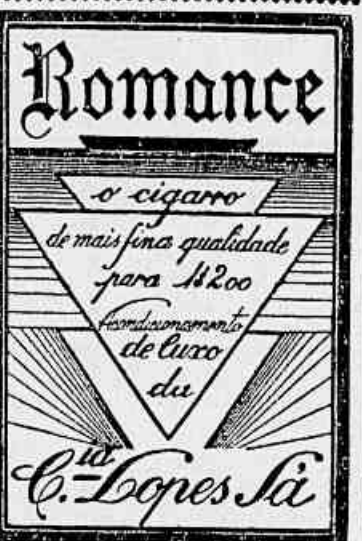 Romance
o cigarro
de mais fina qualidade
para 1$200
Acondicionamento
de luxo
da
C.ia Lopes Sá